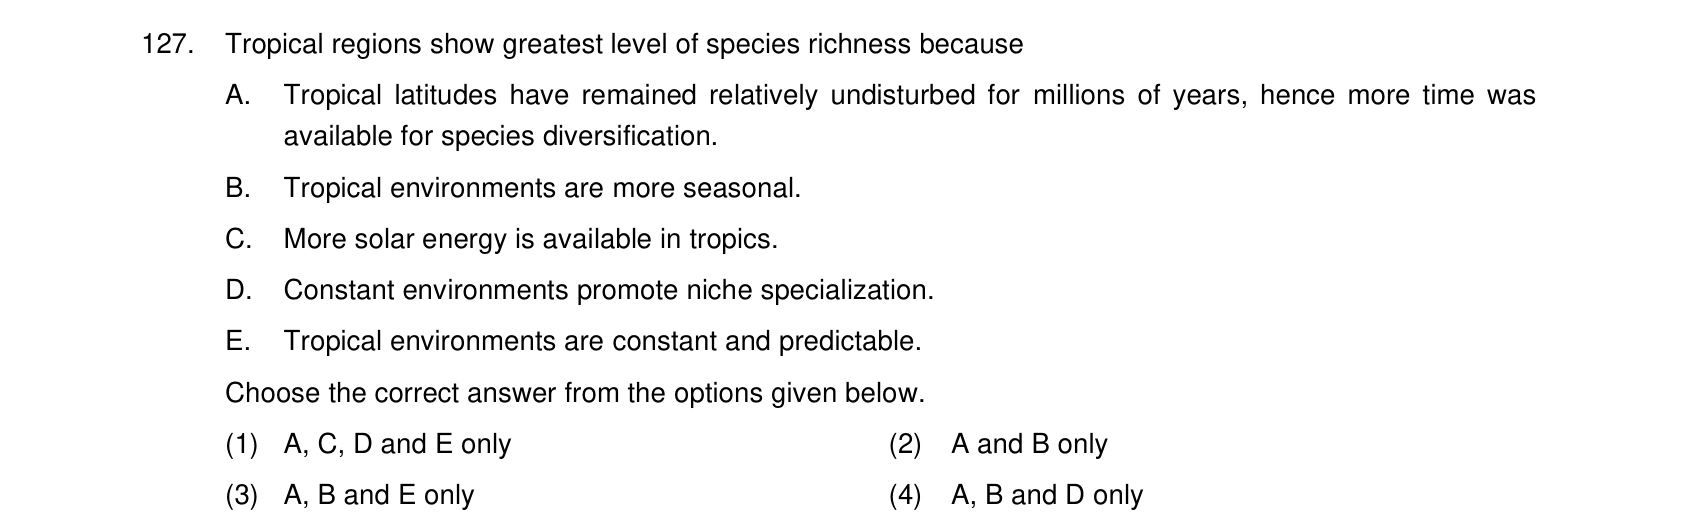 127. Tropical regions show greatest level of species richness because
A. Tropical latitudes have remained relatively undisturbed for millions of years, hence more time was
available for species diversification.
B. Tropical environments are more seasonal.
C. More solar energy is available in tropics.
D. Constant environments promote niche specialization.
E. Tropical environments are constant and predictable.
Choose the correct answer from the options given below.
(1) A, C, D and E only (2) A and B only
(3) A, B and E only (4) A, B and D only